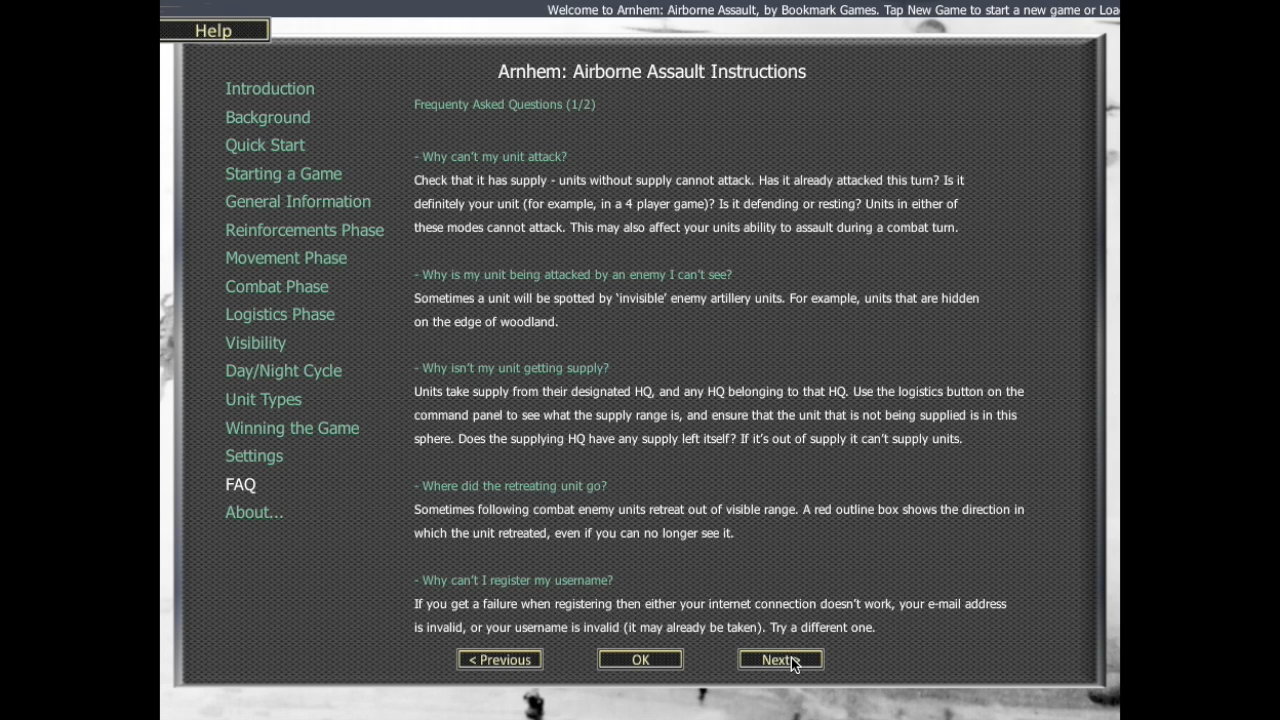 Welcome to Arnhem: Airborne Assault, by Bookmark Games. Tap New Game to start a new game or Loa
Help
Arnhem: Airborne Assault Instructions
Introduction
Background
Quick Start
Starting a Game
General Information
Reinforcements Phase
Movement Phase
Combat Phase
Logistics Phase
Visibility
Day/Night Cycle
Unit Types
Winning the Game
Settings
FAQ
About...
Frequenty Asked Questions (1/2)
- Why can't my unit attack?
Check that it has supply - units without supply cannot attack. Has it already attacked this turn? Is it
definitely your unit (for example, in a 4 player game)? Is it defending or resting? Units in either of
these modes cannot attack. This may also affect your units ability to assault during a combat turn.
- Why is my unit being attacked by an enemy I can't see?
Sometimes a unit will be spotted by 'invisible' enemy artillery units. For example, units that are hidden
on the edge of woodland.
- Why isn't my unit getting supply?
Units take supply from their designated HQ, and any HQ belonging to that HQ. Use the logistics button on the
command panel to see what the supply range is, and ensure that the unit that is not being supplied is in this
sphere. Does the supplying HQ have any supply left itself? If it's out of supply it can't supply units.
- Where did the retreating unit go?
Sometimes following combat enemy units retreat out of visible range. A red outline box shows the direction in
which the unit retreated, even if you can no longer see it.
- Why can't I register my username?
If you get a failure when registering then either your internet connection doesn't work, your e-mail address
is invalid, or your username is invalid (it may already be taken). Try a different one.
< Previous
OK
Next >